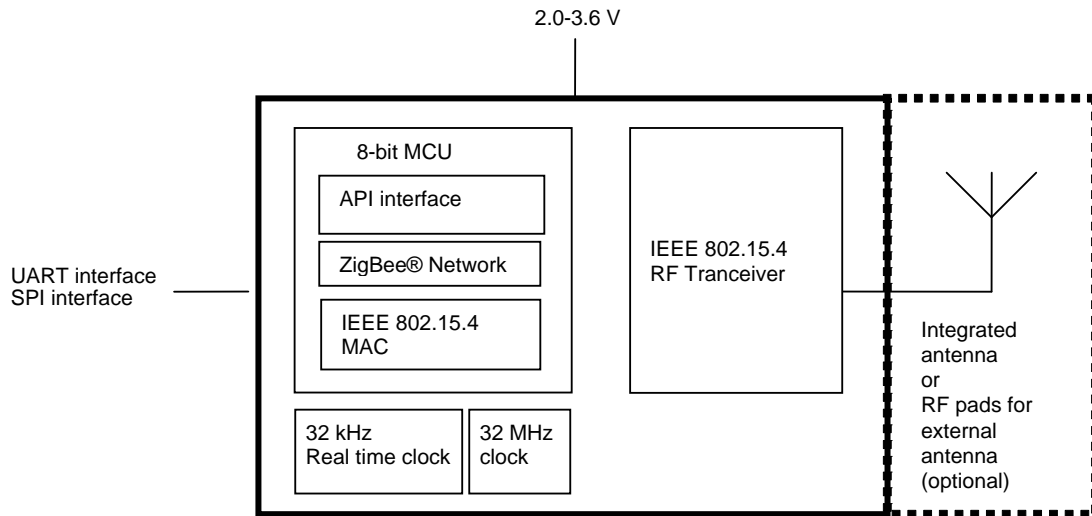 2.0-3.6 V
8-bit MCU
API interface
ZigBee® Network
IEEE 802.15.4
MAC
32 kHz
Real time clock
32 MHz
clock
UART interface
SPI interface
IEEE 802.15.4
RF Tranceiver
Integrated
antenna
or
RF pads for
external
antenna
(optional)